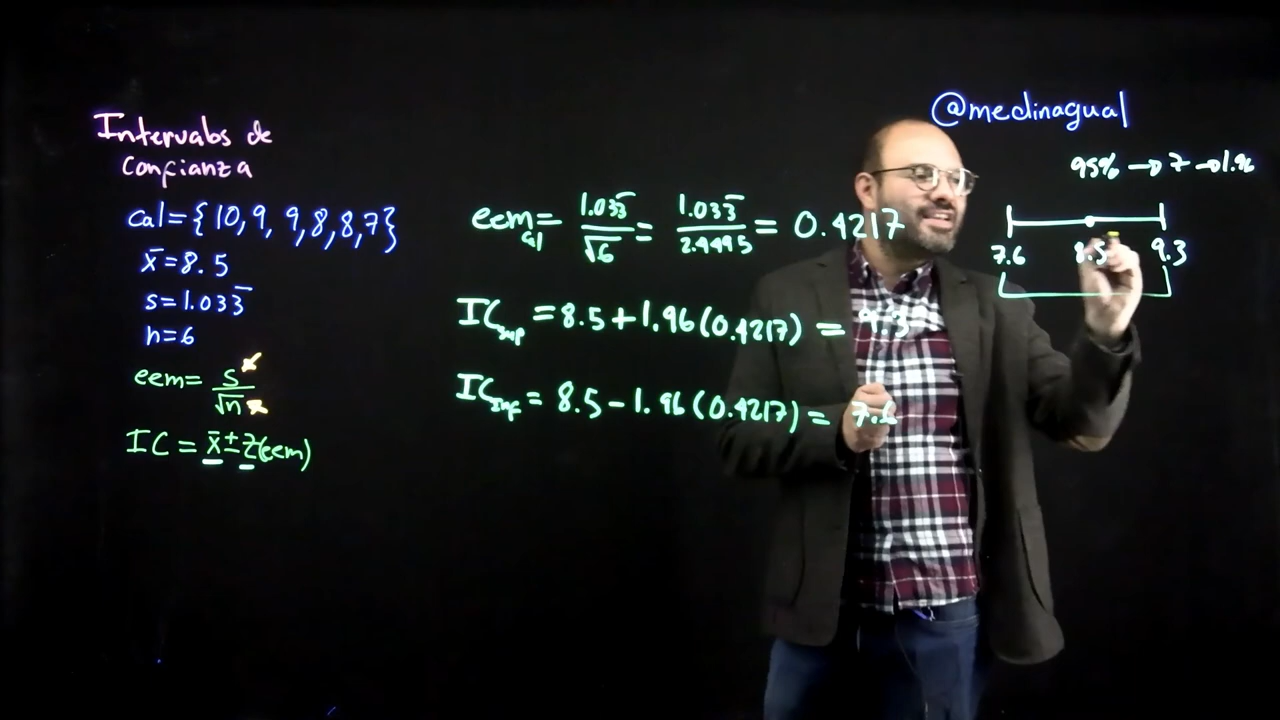 Intervalos de
Confianza
cal={10, 9, 9, 8, 8, 7}
x̄=8.5
s=1.033̅
n=6
eem= s/√n
IC = x̄±z(eem)
eem cal = 1.033̅/√6 = 1.033̅/2.4495 = 0.4217
IC sup = 8.5+1.96(0.4217) = 9.3
IC inf = 8.5-1.96(0.4217) = 7.6
@medinagual
95% → z →1.96
7.6 8.5 9.3